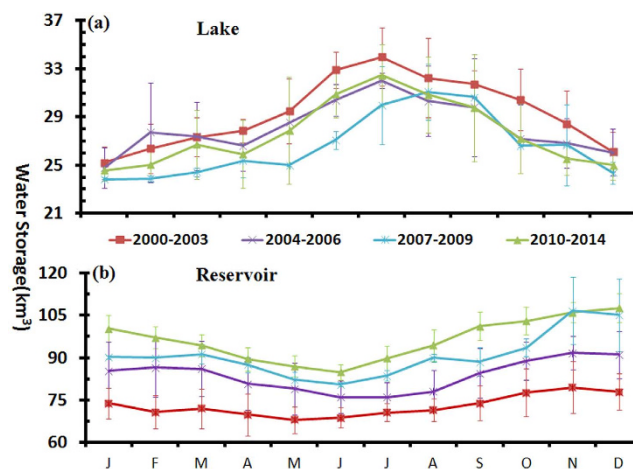 (a) Lake
37
33
29
25
21
Water Storage(km³)
2000-2003 2004-2006 2007-2009 2010-2014
(b) Reservoir
120
105
90
75
60
J F M A M J J A S O N D